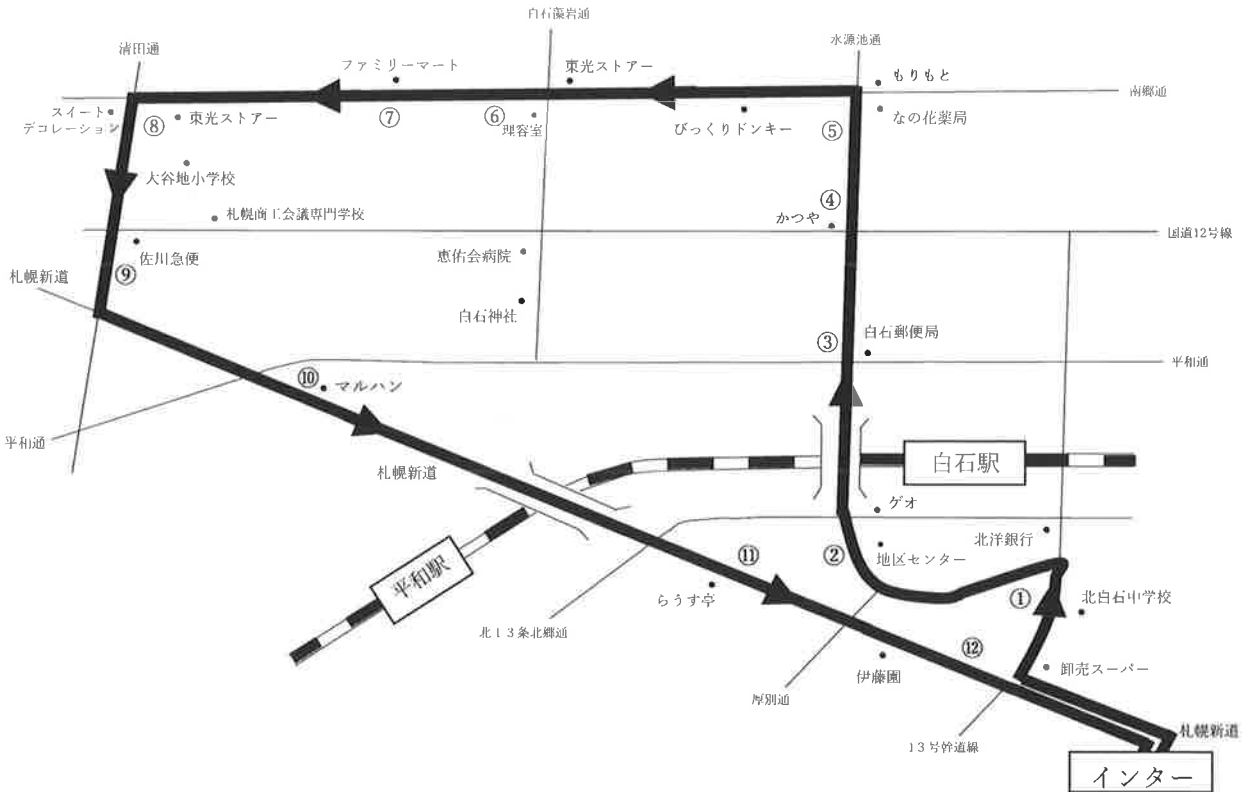 白石藻岩通
清田通
水源池通
ファミリーマート
東光ストアー
もりもと
南郷通
スイート
デコレーション
⑧
東光ストアー
⑦
⑥
理容室
びっくりドンキー
⑤
なの花薬局
大谷地小学校
④
札幌商工会議専門学校
かつや
国道12号線
佐川急便
恵佑会病院
⑨
札幌新道
白石神社
③
白石郵便局
平和通
⑩
マルハン
平和通
札幌新道
白石駅
ゲオ
北洋銀行
⑪
②
地区センター
平和駅
らうす亭
①
北白石中学校
北13条北郷通
⑫
伊藤園
卸売スーパー
厚別通
13号幹道線
札幌新道
インター